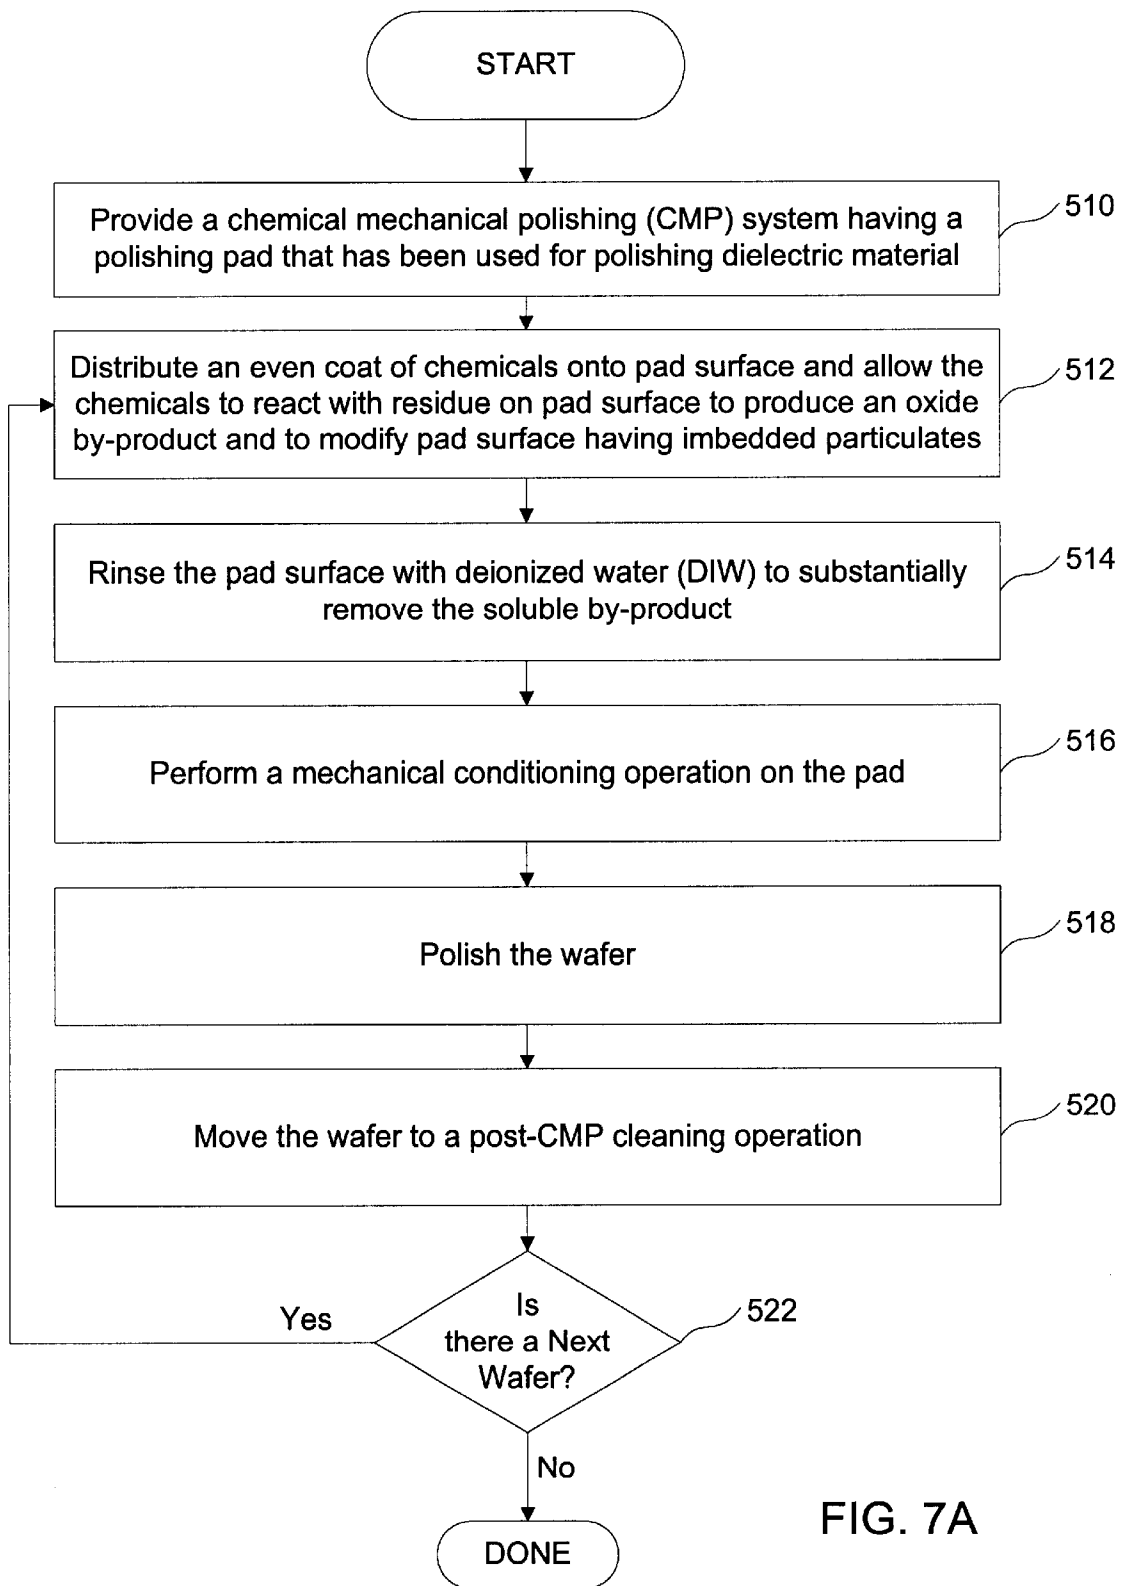 START
Provide a chemical mechanical polishing (CMP) system having a
polishing pad that has been used for polishing dielectric material
510
Distribute an even coat of chemicals onto pad surface and allow the
chemicals to react with residue on pad surface to produce an oxide
by-product and to modify pad surface having imbedded particulates
512
Rinse the pad surface with deionized water (DIW) to substantially
remove the soluble by-product
514
Perform a mechanical conditioning operation on the pad
516
Polish the wafer
518
Move the wafer to a post-CMP cleaning operation
520
Is
there a Next
Wafer?
522
Yes
No
DONE
FIG. 7A